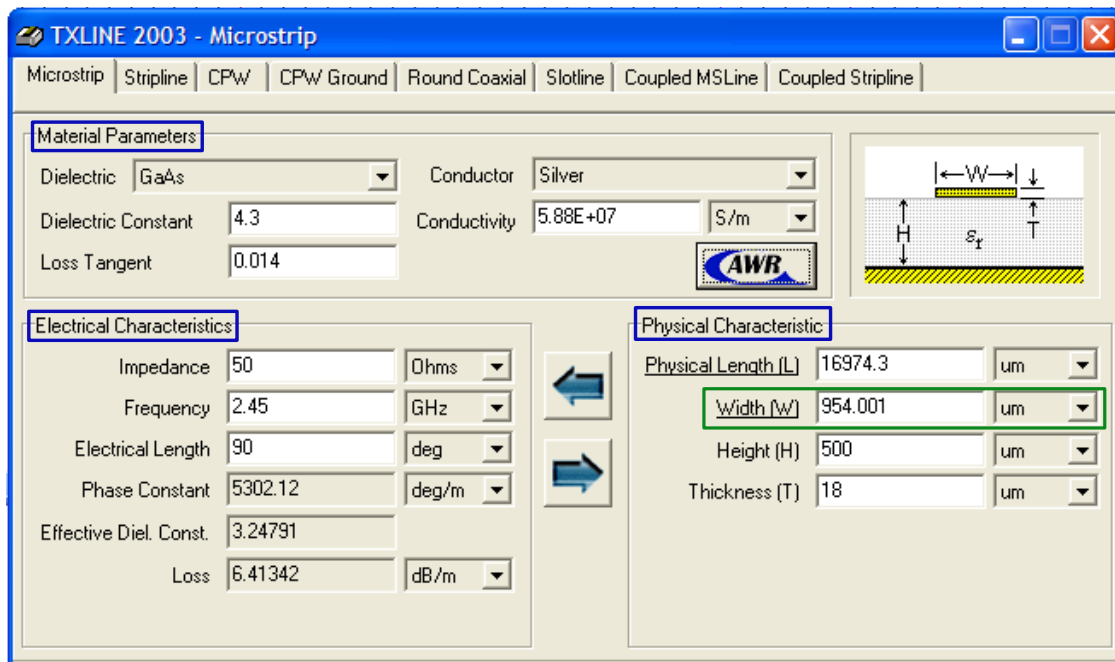 TXLINE 2003 - Microstrip
Microstrip Stripline CPW CPW Ground Round Coaxial Slotline Coupled MSLine Coupled Stripline
Material Parameters
Dielectric GaAs Conductor Silver
Dielectric Constant 4.3 Conductivity 5.88E+07 S/m
Loss Tangent 0.014 AWR
W
T
H
εr
Electrical Characteristics
Impedance 50 Ohms
Frequency 2.45 GHz
Electrical Length 90 deg
Phase Constant 5302.12 deg/m
Effective Diel. Const. 3.24791
Loss 6.41342 dB/m
Physical Characteristic
Physical Length (L) 16974.3 um
Width (W) 954.001 um
Height (H) 500 um
Thickness (T) 18 um